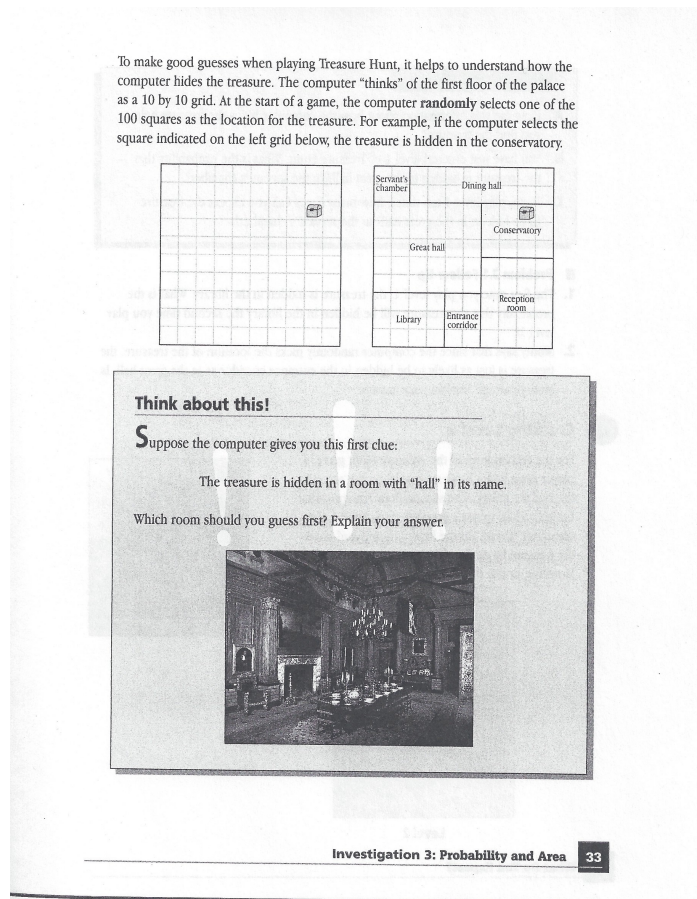 To make good guesses when playing Treasure Hunt, it helps to understand how the
computer hides the treasure. The computer “thinks” of the first floor of the palace
as a 10 by 10 grid. At the start of a game, the computer randomly selects one of the
100 squares as the location for the treasure. For example, if the computer selects the
square indicated on the left grid below, the treasure is hidden in the conservatory.
Servant's
chamber
Dining hall
Conservatory
Great hall
Reception
room
Library
Entrance
corridor
Think about this!
Suppose the computer gives you this first clue:
The treasure is hidden in a room with “hall” in its name.
Which room should you guess first? Explain your answer.
Investigation 3: Probability and Area 33